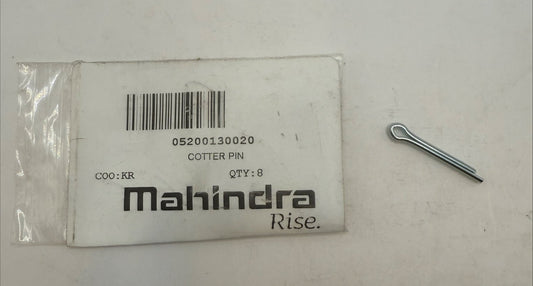 05200130020
COTTER PIN
COO:KR QTY:8
Mahindra
Rise.